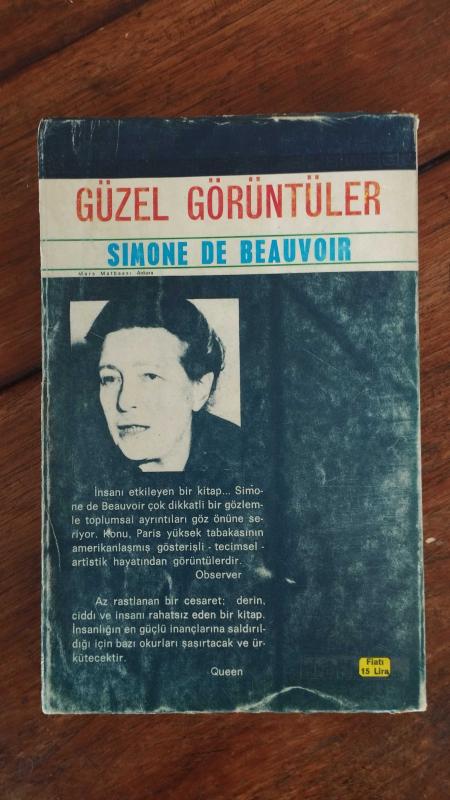 GÜZEL GÖRÜNTÜLER
SIMONE DE BEAUVOIR
Mars Matbaası Ankara
İnsanı etkileyen bir kitap... Simo-
ne de Beauvoir çok dikkatli bir gözlem-
le toplumsal ayrıntıları göz önüne se-
riyor. Konu, Paris yüksek tabakasının
amerikanlaşmış gösterişli - tecimsel -
artistik hayatından görüntülerdir.
Observer
Az rastlanan bir cesaret; derin,
ciddi ve insanı rahatsız eden bir kitap.
İnsanlığın en güçlü inançlarına saldırıl-
dığı için bazı okurları şaşırtacak ve ür-
kütecektir.
Queen
Fiatı
15 Lira